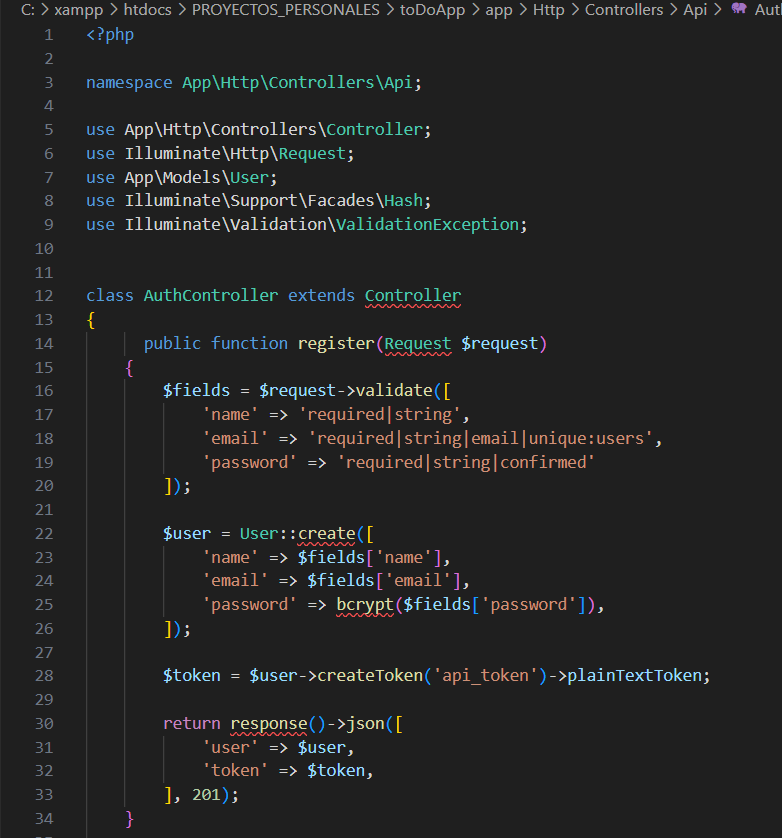 C: > xampp > htdocs > PROYECTOS_PERSONALES > toDoApp > app > Http > Controllers > Api >
1 <?php
2
3 namespace App\Http\Controllers\Api;
4
5 use App\Http\Controllers\Controller;
6 use Illuminate\Http\Request;
7 use App\Models\User;
8 use Illuminate\Support\Facades\Hash;
9 use Illuminate\Validation\ValidationException;
10
11
12 class AuthController extends Controller
13 {
14 public function register(Request $request)
15 {
16 $fields = $request->validate([
17 'name' => 'required|string',
18 'email' => 'required|string|email|unique:users',
19 'password' => 'required|string|confirmed'
20 ]);
21
22 $user = User::create([
23 'name' => $fields['name'],
24 'email' => $fields['email'],
25 'password' => bcrypt($fields['password']),
26 ]);
27
28 $token = $user->createToken('api_token')->plainTextToken;
29
30 return response()->json([
31 'user' => $user,
32 'token' => $token,
33 ], 201);
34 }